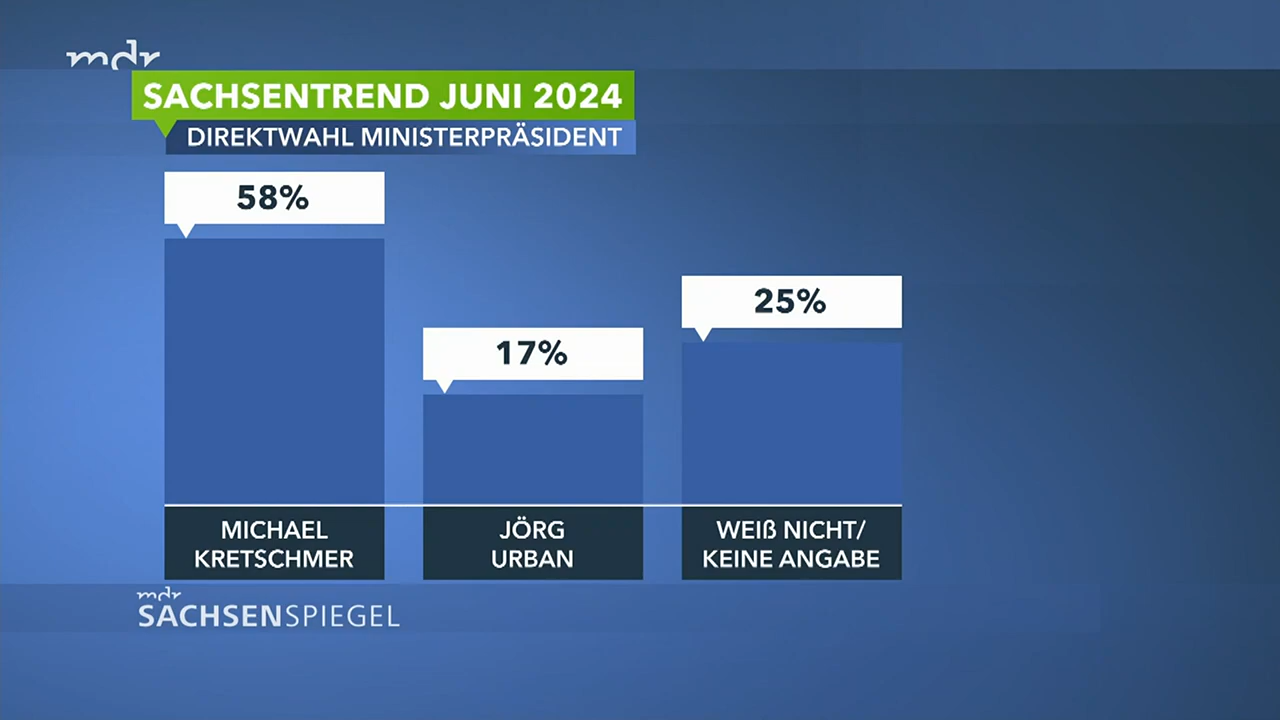 mdr
SACHSENTREND JUNI 2024
DIREKTWAHL MINISTERPRÄSIDENT
58%
17%
25%
MICHAEL
KRETSCHMER
JÖRG
URBAN
WEIß NICHT/
KEINE ANGABE
mdr
SACHSENSPIEGEL